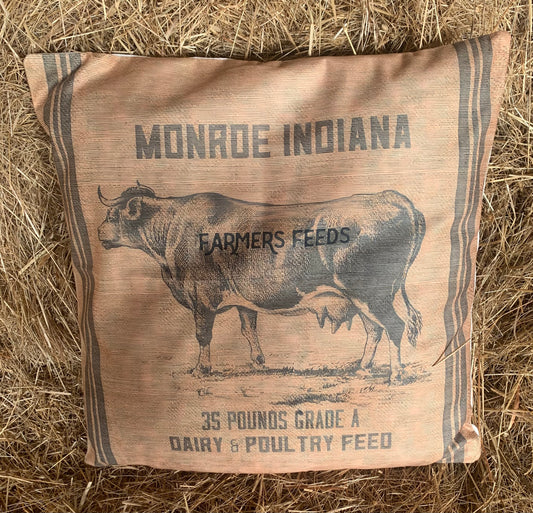 MONROE INDIANA
FARMERS FEEDS
35 POUNDS GRADE A
DAIRY & POULTRY FEED